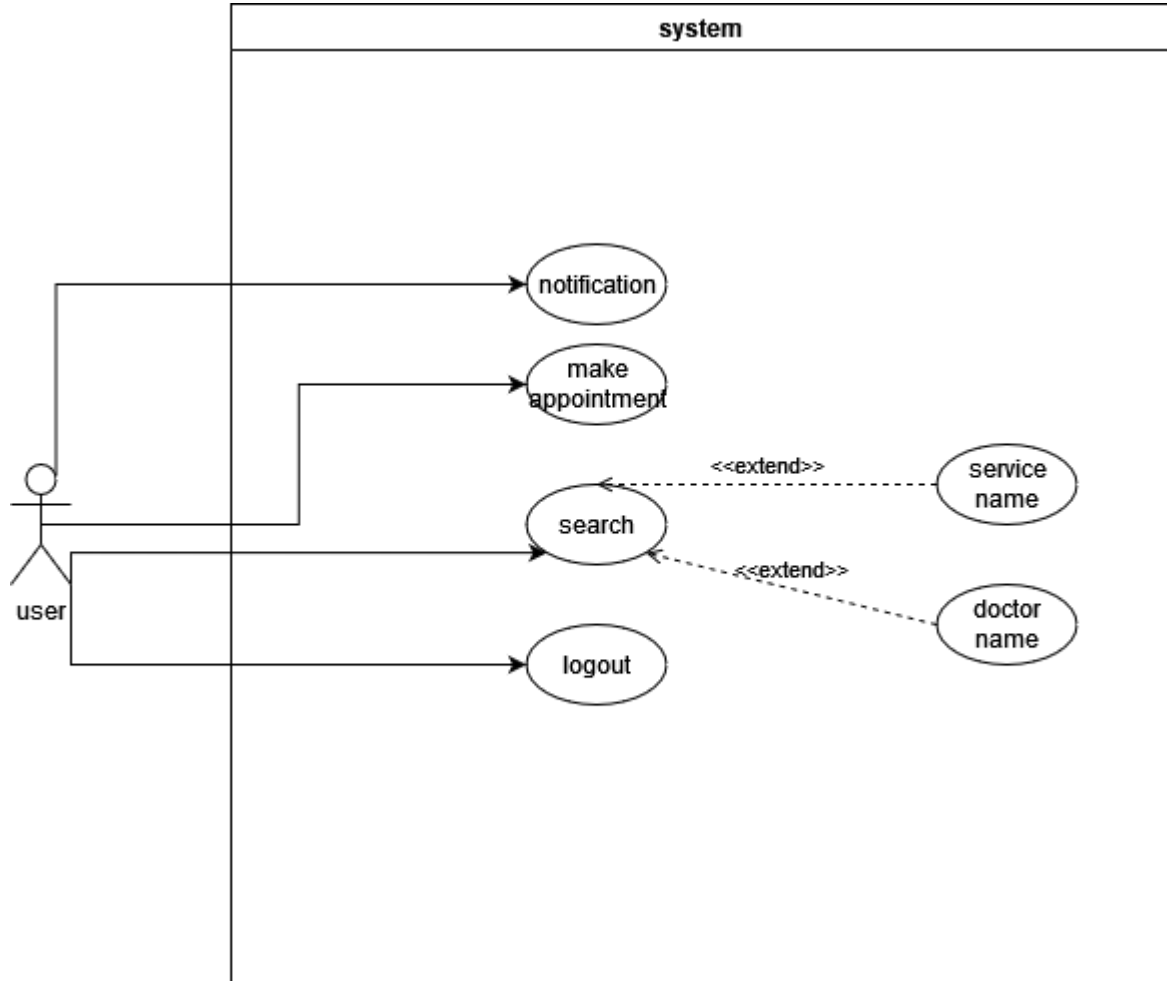 system
notification
make
appointment
<<extend>>
service
name
search
<<extend>>
doctor
name
user
logout